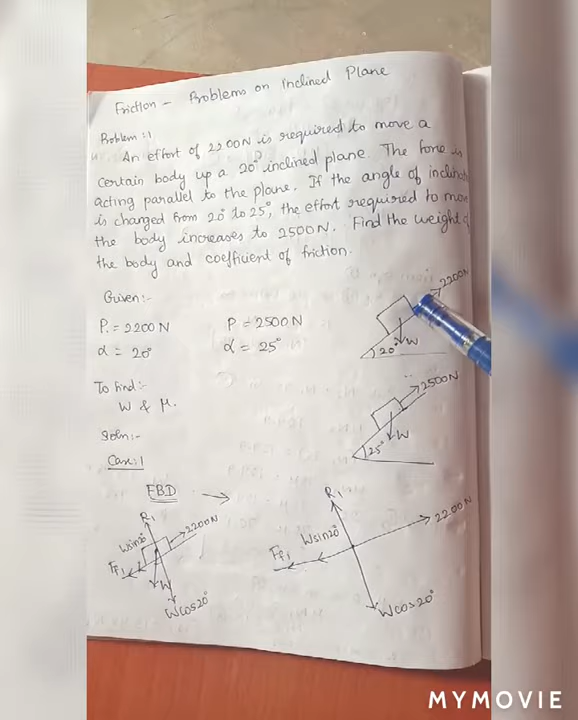 Friction - Problems on Inclined Plane
Problem:1
An effort of 2200N is required to move a
certain body up a 20° inclined plane. The force is
acting parallel to the plane. If the angle of
is changed from 20° to 25°, the effort required to
the body increases to 2500N. Find the weight of
the body and coefficient of friction.
Given:-
P = 2200N P = 2500N
α = 20° α = 25°
2200N
W
20°
To find:-
W & μ.
2500N
W
25°
Soln:-
Case:1
FBD
R1
2200N
Wsin20°
Ff1
W
Wcos20°
R1
2200N
Wsin20°
Ff1
Wcos20°
MYMOVIE